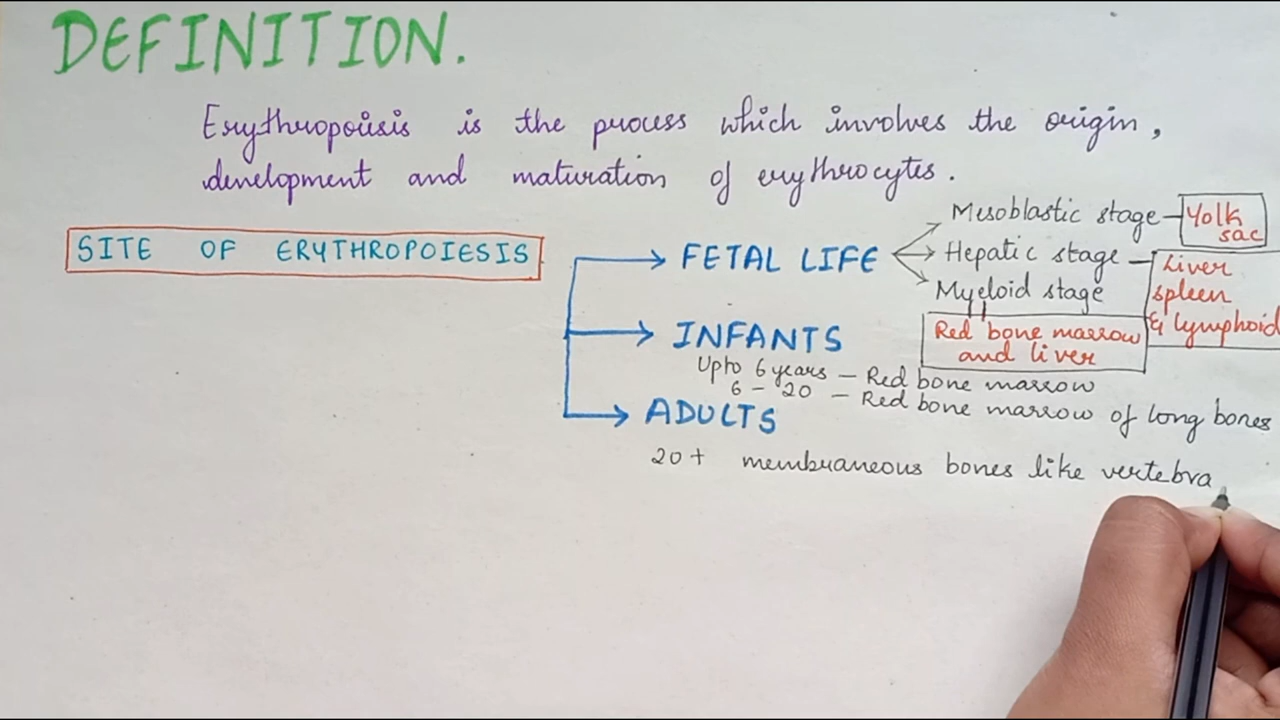 DEFINITION.
Erythropoiesis is the process which involves the origin,
development and maturation of erythrocytes.
SITE OF ERYTHROPOIESIS
FETAL LIFE
Mesoblastic stage - Yolk sac
Hepatic stage - Liver spleen & lymphoid
Myeloid stage
Red bone marrow
and liver
INFANTS
Upto 6 years - Red bone marrow
6 - 20 - Red bone marrow of long bones
ADULTS
20+ membraneous bones like vertebra